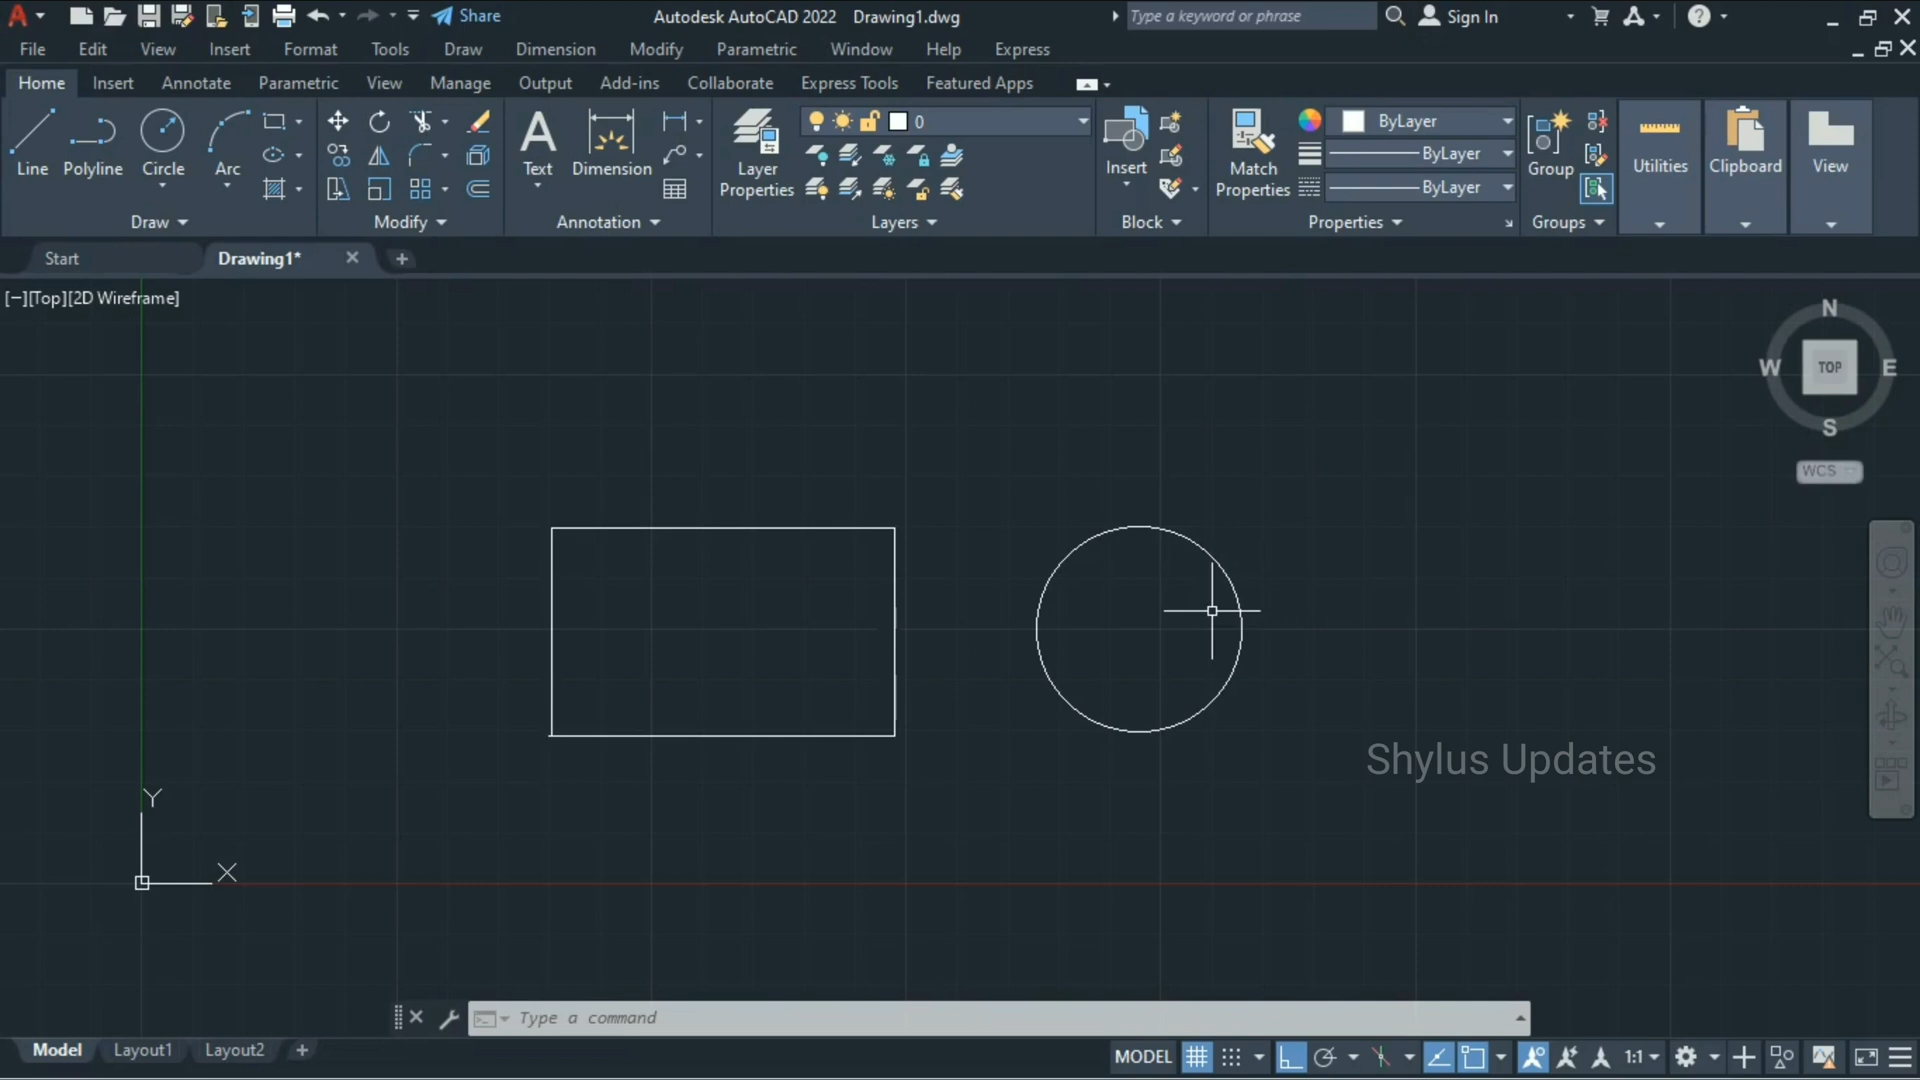 Share Autodesk AutoCAD 2022 Drawing1.dwg Type a keyword or phrase Sign In
File Edit View Insert Format Tools Draw Dimension Modify Parametric Window Help Express
Home Insert Annotate Parametric View Manage Output Add-ins Collaborate Express Tools Featured Apps
0 ByLayer
ByLayer
Line Polyline Circle Arc Text Dimension Layer Properties Insert Match Properties Group Utilities Clipboard View
ByLayer
Draw Modify Annotation Layers Block Properties Groups
Start Drawing1* +
[−][Top][2D Wireframe]
N
W TOP E
S
WCS
Shylus Updates
Y
X
Type a command
Model Layout1 Layout2 + MODEL 1:1